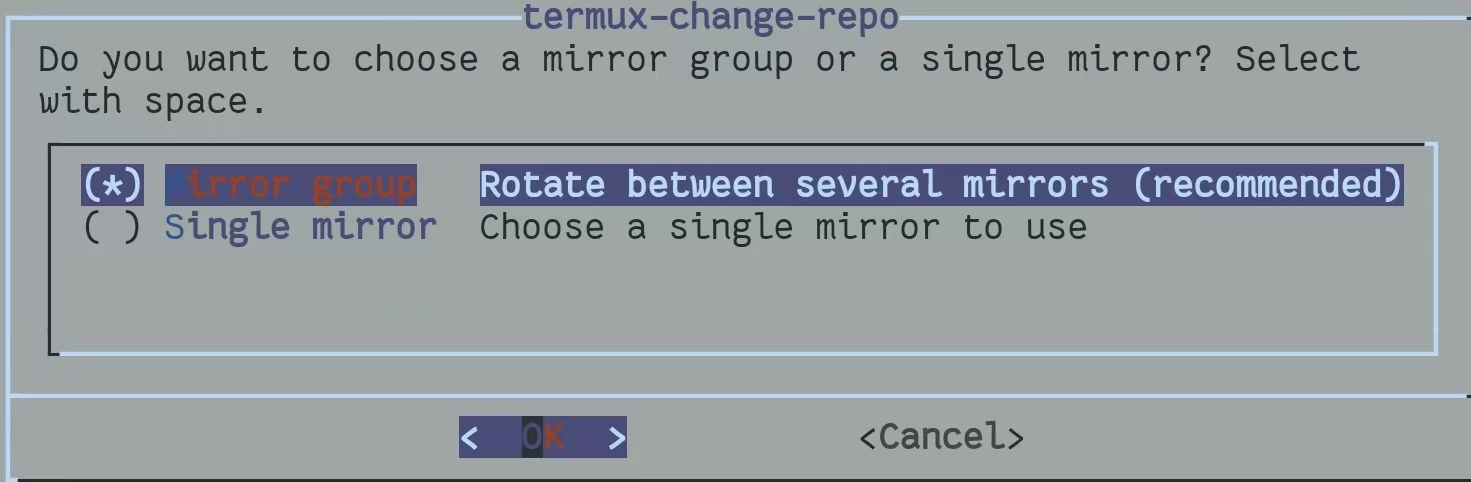 termux-change-repo
Do you want to choose a mirror group or a single mirror? Select
with space.
(*) Mirror group Rotate between several mirrors (recommended)
( ) Single mirror Choose a single mirror to use
< OK > <Cancel>